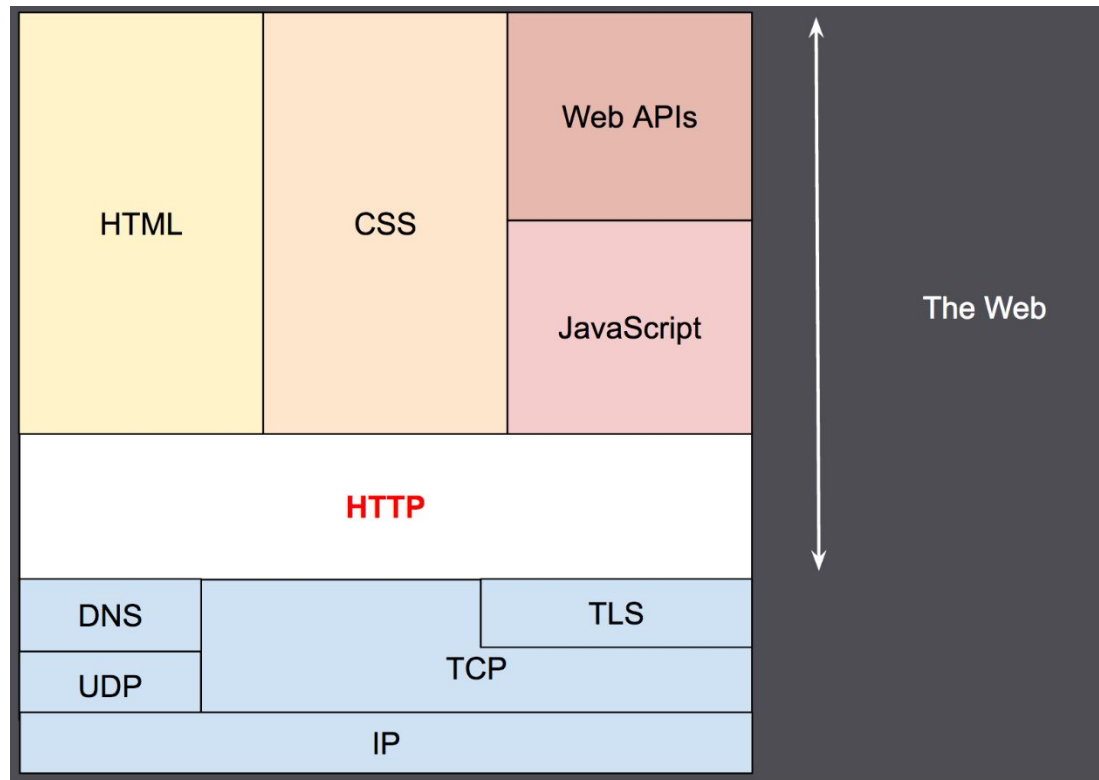 HTML
CSS
Web APIs
JavaScript
The Web
HTTP
DNS
TLS
UDP
TCP
IP